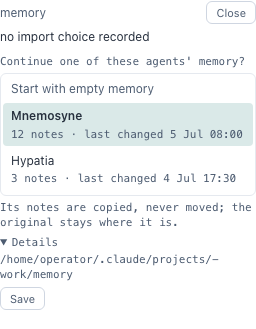 memory
Close
no import choice recorded
Continue one of these agents' memory?
Start with empty memory
Mnemosyne
12 notes · last changed 5 Jul 08:00
Hypatia
3 notes · last changed 4 Jul 17:30
Its notes are copied, never moved; the
original stays where it is.
▼ Details
/home/operator/.claude/projects/-
work/memory
Save